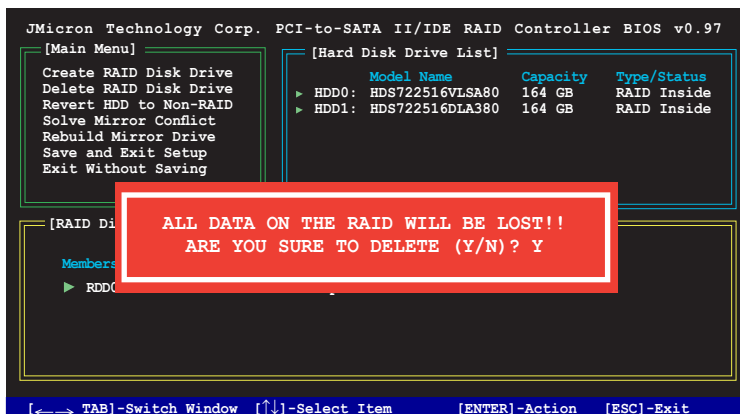 JMicron Technology Corp. PCI-to-SATA II/IDE RAID Controller BIOS v0.97
[Main Menu]
Create RAID Disk Drive
Delete RAID Disk Drive
Revert HDD to Non-RAID
Solve Mirror Conflict
Rebuild Mirror Drive
Save and Exit Setup
Exit Without Saving
[Hard Disk Drive List]
Model Name Capacity Type/Status
HDD0: HDS722516VLSA80 164 GB RAID Inside
HDD1: HDS722516DLA380 164 GB RAID Inside
[RAID Di
ALL DATA ON THE RAID WILL BE LOST!!
ARE YOU SURE TO DELETE (Y/N)? Y
Members
RDD0
[←→ TAB]-Switch Window [↑↓]-Select Item [ENTER]-Action [ESC]-Exit